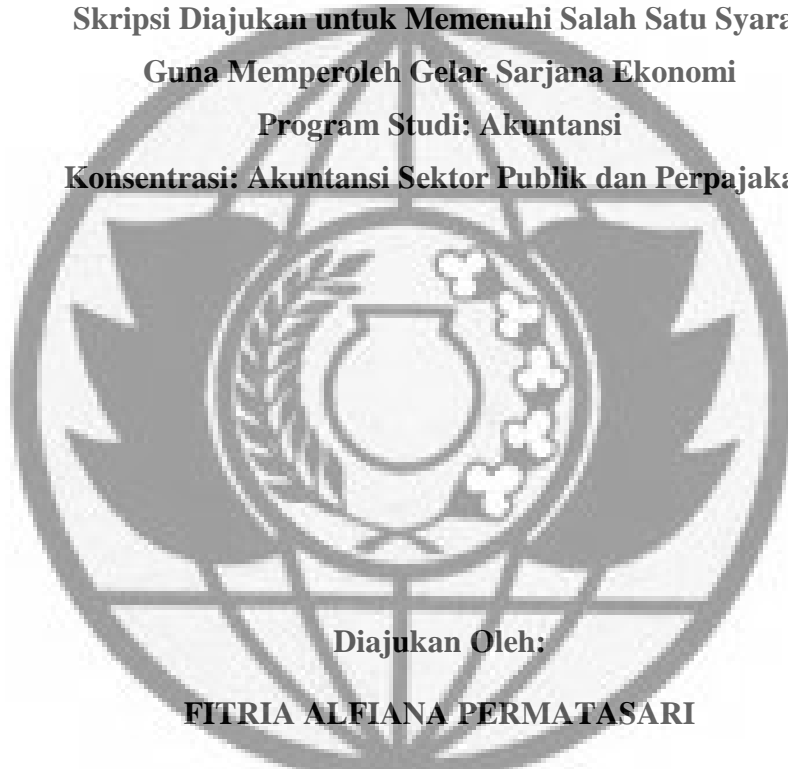 Skripsi Diajukan untuk Memenuhi Salah Satu Syara
Guna Memperoleh Gelar Sarjana Ekonomi
Program Studi: Akuntansi
Konsentrasi: Akuntansi Sektor Publik dan Perpajaka
Diajukan Oleh:
FITRIA ALFIANA PERMATASARI